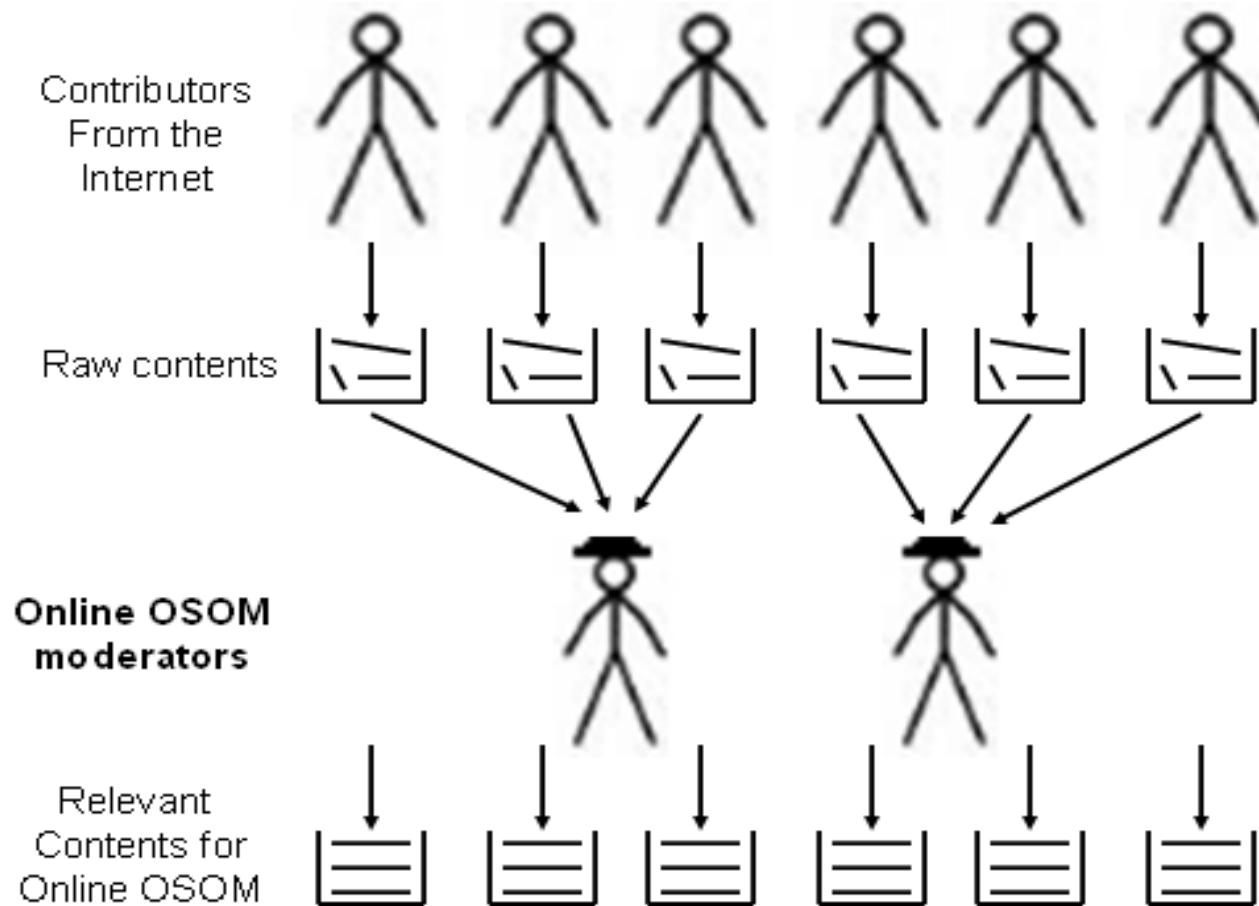 Contributors
From the
Internet
Raw contents
Online OSOM
moderators
Relevant
Contents for
Online OSOM